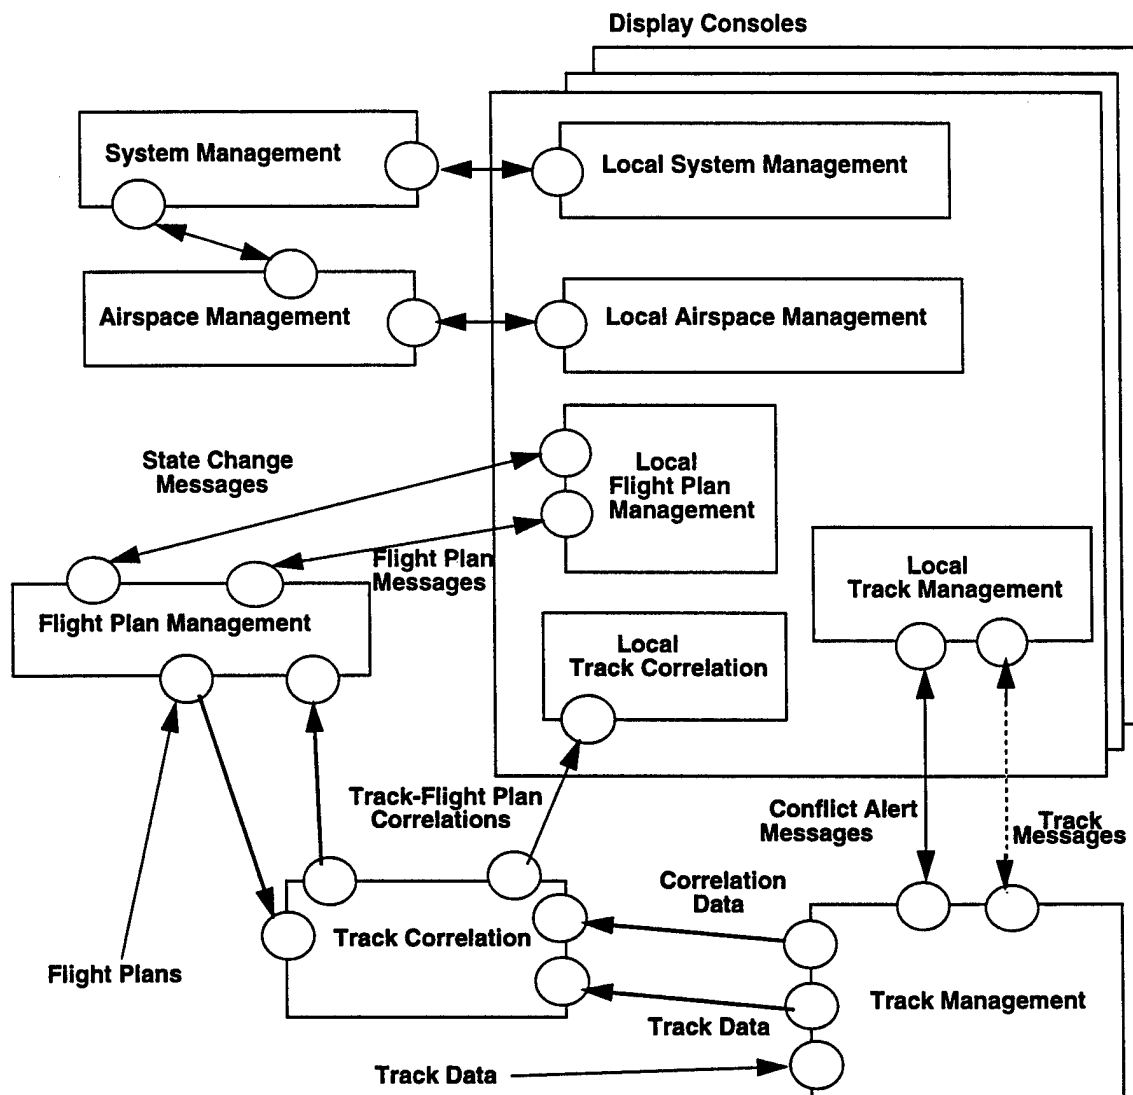 Display Consoles
System Management
Local System Management
Airspace Management
Local Airspace Management
State Change
Messages
Local
Flight Plan
Management
Flight Plan
Messages
Local
Track Management
Flight Plan Management
Local
Track Correlation
Track-Flight Plan
Correlations
Conflict Alert
Messages
Track
Messages
Correlation
Data
Track Correlation
Flight Plans
Track Management
Track Data
Track Data